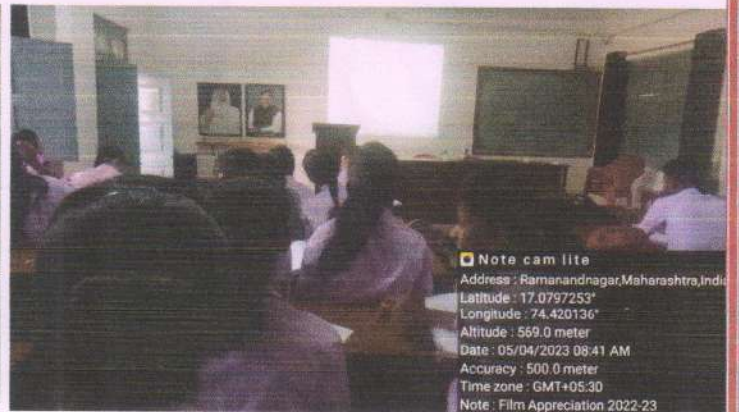 Note cam lite
Address : Ramanandnagar,Maharashtra,India
Latitude : 17.0797253°
Longitude : 74.420136°
Altitude : 569.0 meter
Date : 05/04/2023 08:41 AM
Accuracy : 500.0 meter
Time zone : GMT+05:30
Note : Film Appreciation 2022-23